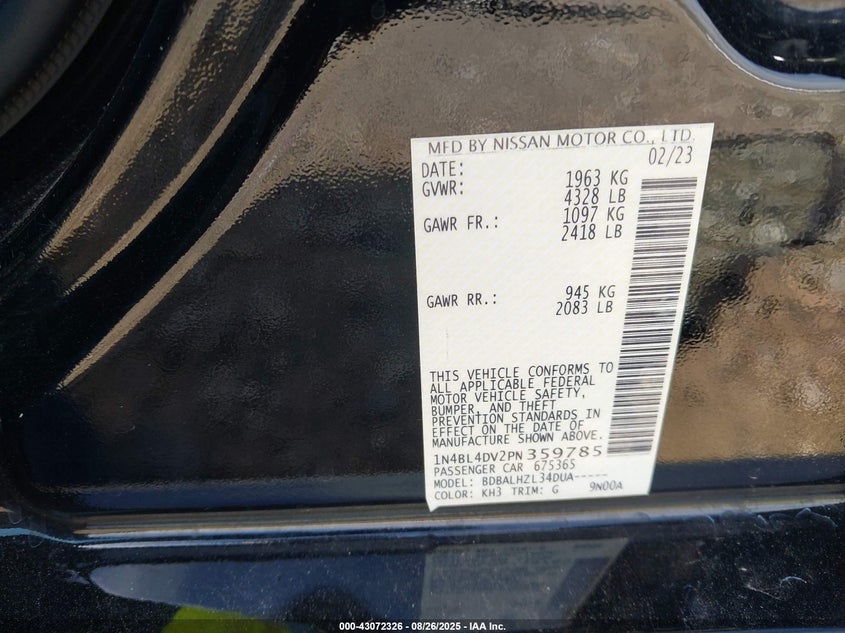 MFD BY NISSAN MOTOR CO., LTD.
DATE: 02/23
GVWR: 1963 KG
4328 LB
GAWR FR.: 1097 KG
2418 LB
GAWR RR.: 945 KG
2083 LB
THIS VEHICLE CONFORMS TO
ALL APPLICABLE FEDERAL
MOTOR VEHICLE SAFETY,
BUMPER, AND THEFT
PREVENTION STANDARDS IN
EFFECT ON THE DATE OF
MANUFACTURE SHOWN ABOVE.
1N4BL4DV2PN359785
PASSENGER CAR 675365
MODEL: BDBALHZL34DUA-----
COLOR: KH3 TRIM: G 9N00A
000-43072326 - 08/26/2025 - IAA Inc.